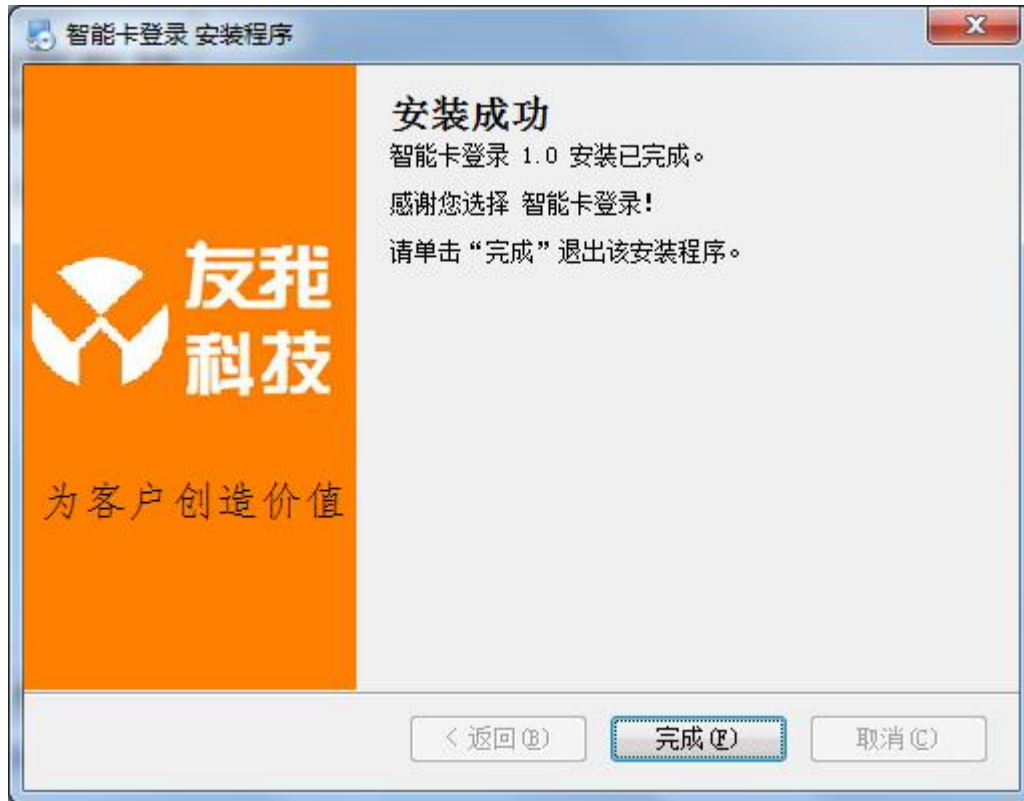 智能卡登录 安装程序
安装成功
智能卡登录 1.0 安装已完成。
感谢您选择 智能卡登录!
请单击“完成”退出该安装程序。
友我
科技
为客户创造价值
< 返回(B)
完成(F)
取消(C)